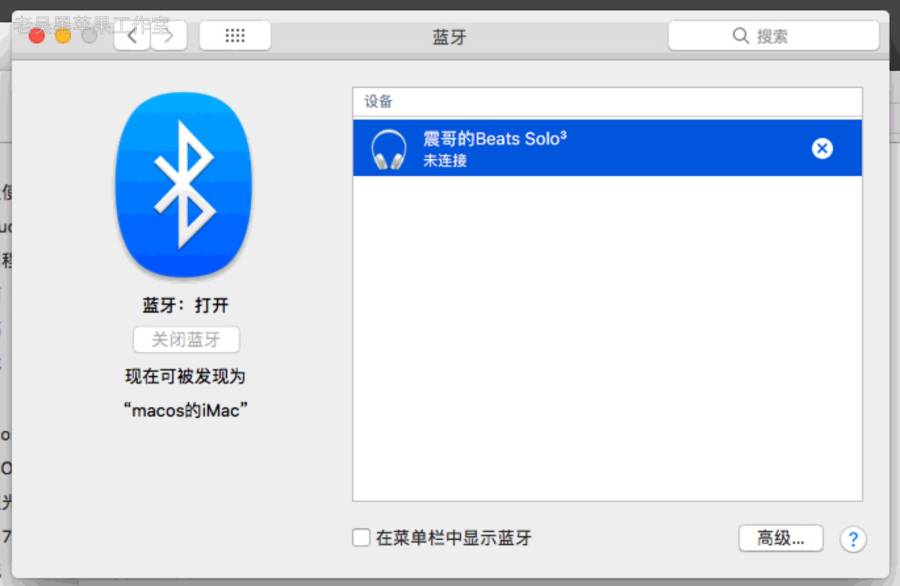 老吴黑苹果工作室
蓝牙
搜索
设备
震哥的Beats Solo³
未连接
蓝牙：打开
关闭蓝牙
现在可被发现为
“macos的iMac”
在菜单栏中显示蓝牙
高级...
?